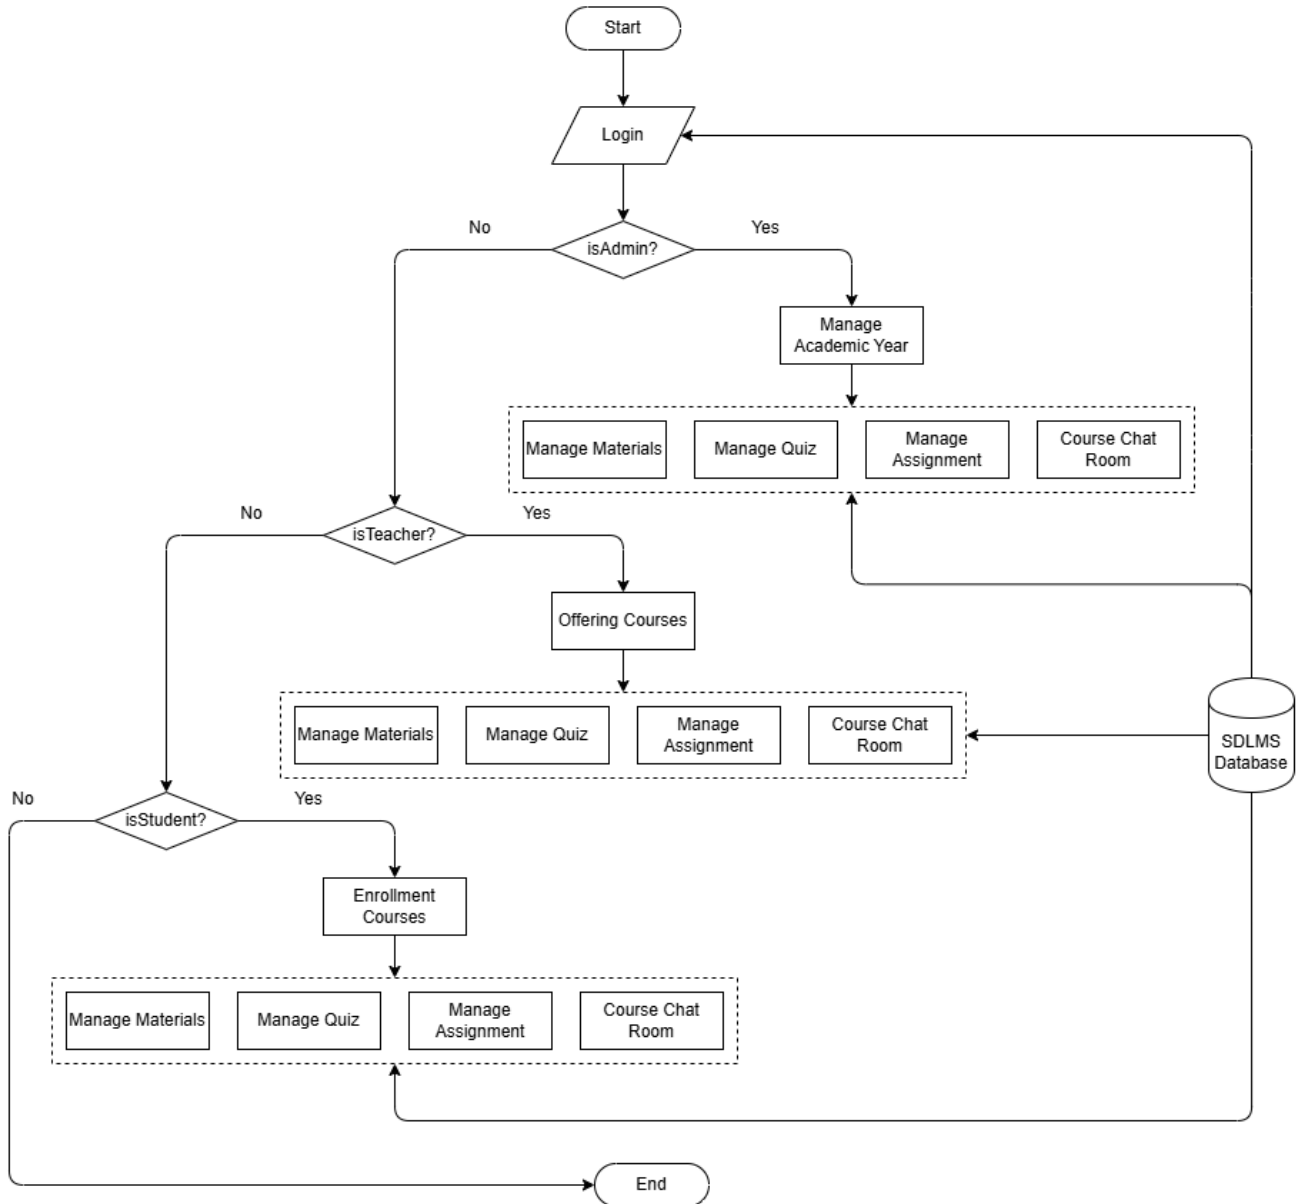 Start
Login
No
Yes
isAdmin?
Manage
Academic Year
Manage Materials
Manage Quiz
Manage
Assignment
Course Chat
Room
No
Yes
isTeacher?
Offering Courses
Manage Materials
Manage Quiz
Manage
Assignment
Course Chat
Room
SDLMS
Database
No
Yes
isStudent?
Enrollment
Courses
Manage Materials
Manage Quiz
Manage
Assignment
Course Chat
Room
End